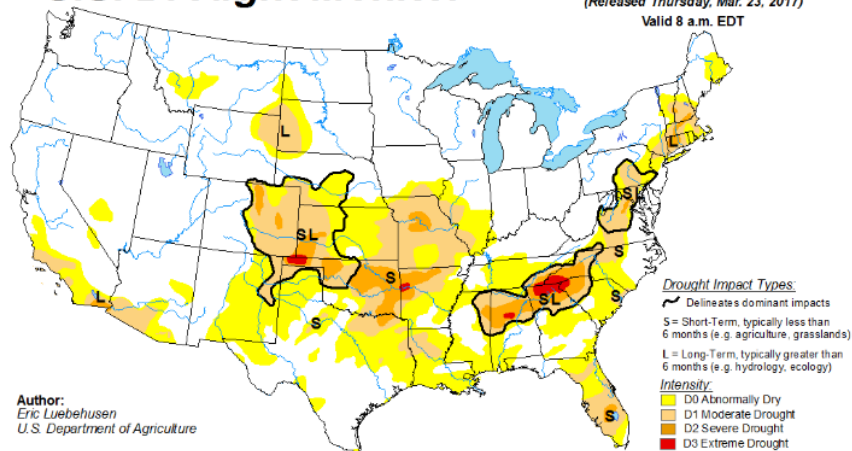 (Released Thursday, Mar. 23, 2017)
Valid 8 a.m. EDT
L
SL
S
S
L
L
SL
S
S
SL
S
Drought Impact Types:
Delineates dominant impacts
S = Short-Term, typically less than
6 months (e.g. agriculture, grasslands)
L = Long-Term, typically greater than
6 months (e.g. hydrology, ecology)
Intensity:
D0 Abnormally Dry
D1 Moderate Drought
D2 Severe Drought
D3 Extreme Drought
Author:
Eric Luebehusen
U.S. Department of Agriculture